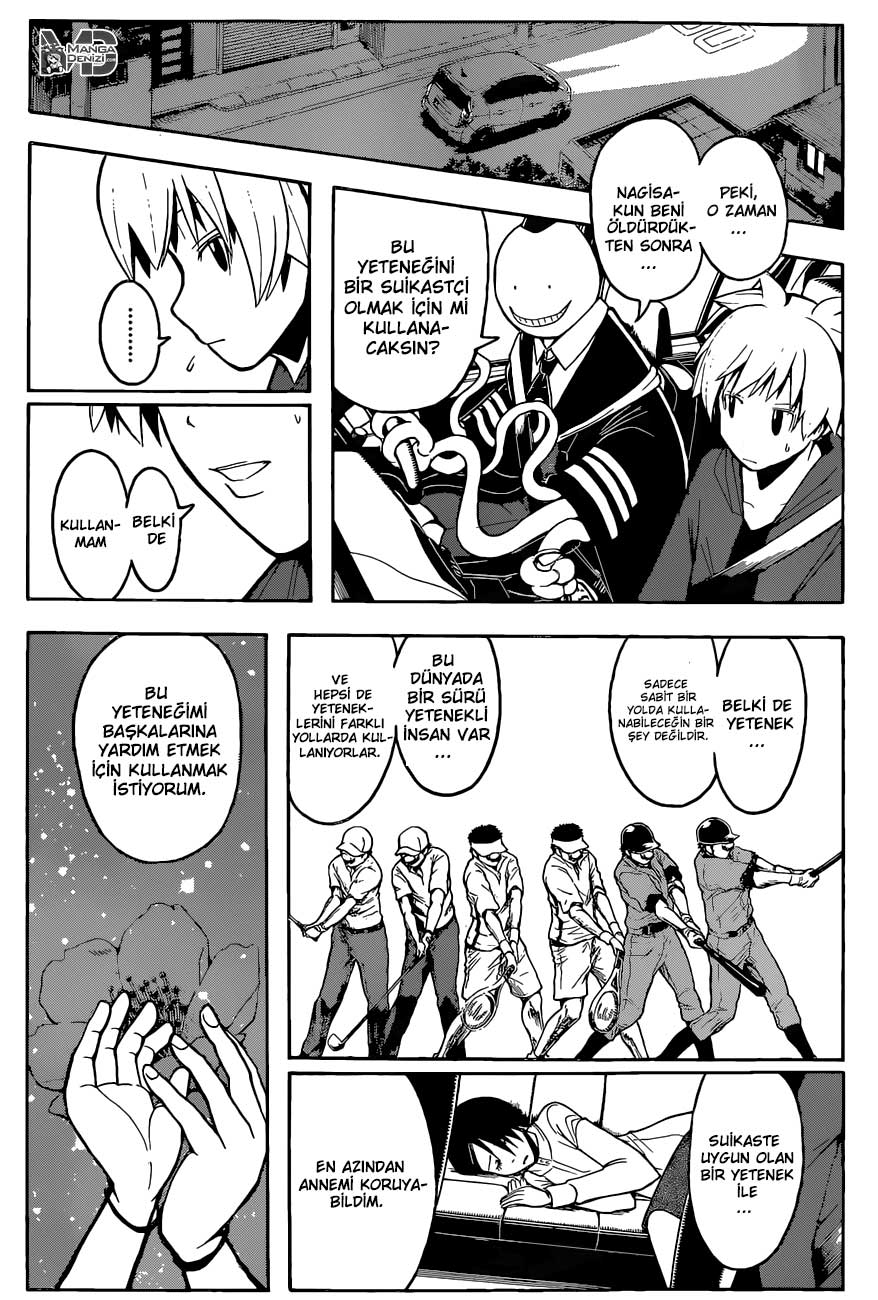 MANGA
DENİZİ
PEKİ,
O ZAMAN
...
NAGİSA-
KUN BENİ
ÖLDÜRDÜK-
TEN SONRA
...
BU
YETENEĞİNİ
BİR SUİKASTÇİ
OLMAK İÇİN Mİ
KULLANA-
CAKSIN?
.........
BELKİ
DE
KULLAN-
MAM
BELKİ DE
YETENEK
...
SADECE
SABİT BİR
YOLDA KULLA-
NABİLECEĞİN BİR
ŞEY DEĞİLDİR.
BU
DÜNYADA
BİR SÜRÜ
YETENEKLİ
İNSAN VAR
...
VE
HEPSİ DE
YETENEK-
LERİNİ FARKLI
YOLLARDA KUL-
LANIYORLAR.
SUİKASTE
UYGUN OLAN
BİR YETENEK
İLE
...
EN AZINDAN
ANNEMİ KORUYA-
BİLDİM.
BU
YETENEĞİMİ
BAŞKALARINA
YARDIM ETMEK
İÇİN KULLANMAK
İSTİYORUM.